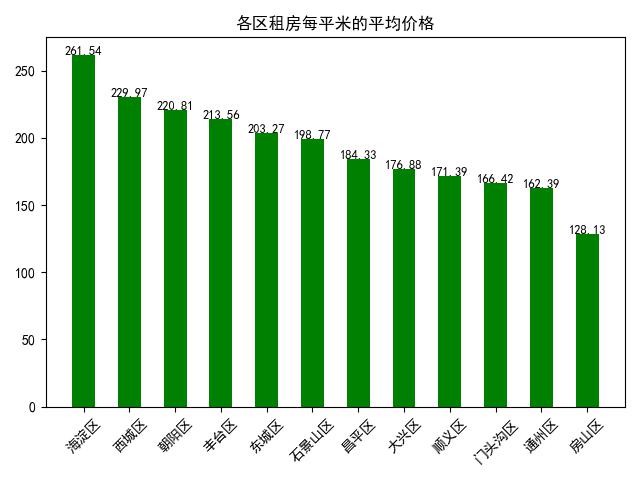 各区租房每平米的平均价格
261.54
229.97
220.81
213.56
203.27
198.77
184.33
176.88
171.39
166.42
162.39
128.13
250
200
150
100
50
0
海淀区
西城区
朝阳区
丰台区
东城区
石景山区
昌平区
大兴区
顺义区
门头沟区
通州区
房山区